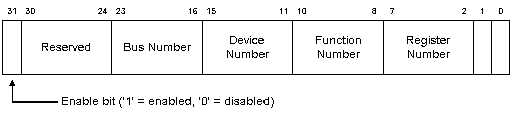 31 30 24 23 16 15 11 10 8 7 2 1 0
Reserved Bus Number Device Number Function Number Register Number
Enable bit ('1' = enabled, '0' = disabled)